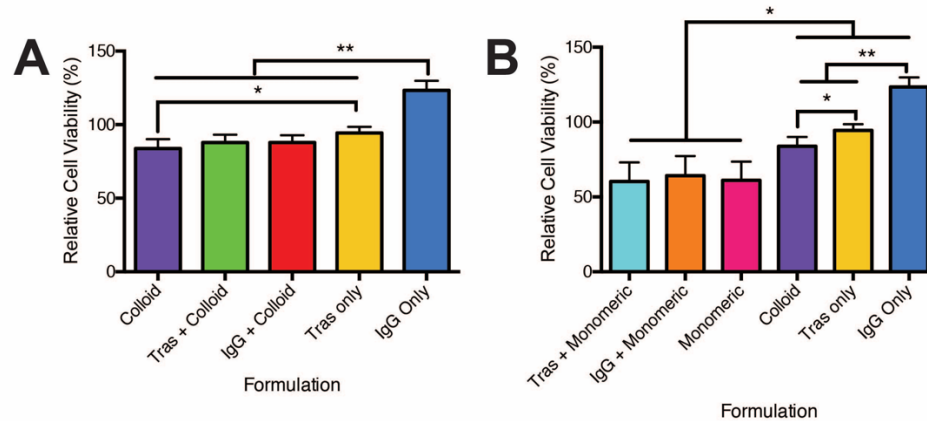 A
Relative Cell Viability (%)
150
100
50
0
**
*
Colloid
Tras + Colloid
IgG + Colloid
Tras only
IgG Only
Formulation
B
Relative Cell Viability (%)
150
100
50
0
*
**
*
Tras + Monomeric
IgG + Monomeric
Monomeric
Colloid
Tras only
IgG Only
Formulation